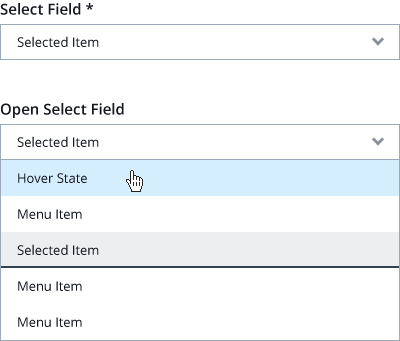 Select Field *
Selected Item
Open Select Field
Selected Item
Hover State
Menu Item
Selected Item
Menu Item
Menu Item